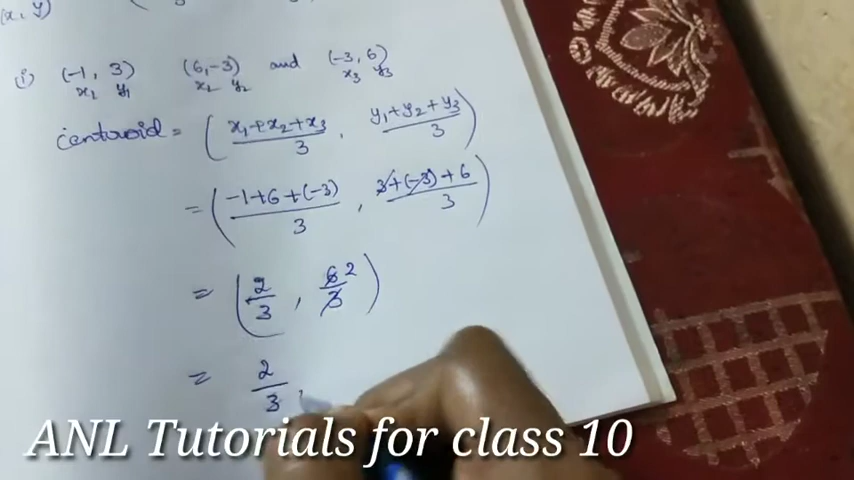 (x, y)
i) (-1, 3) (6,-3) and (-3, 6)
x₁ y₁ x₂ y₂ x₃ y₃
Centroid = ( x₁+x₂+x₃ / 3 , y₁+y₂+y₃ / 3 )
= ( -1+6+(-3) / 3 , 3+(-3)+6 / 3 )
= ( 2/3 , 6/3 2 )
= 2/3 ,
ANL Tutorials for class 10